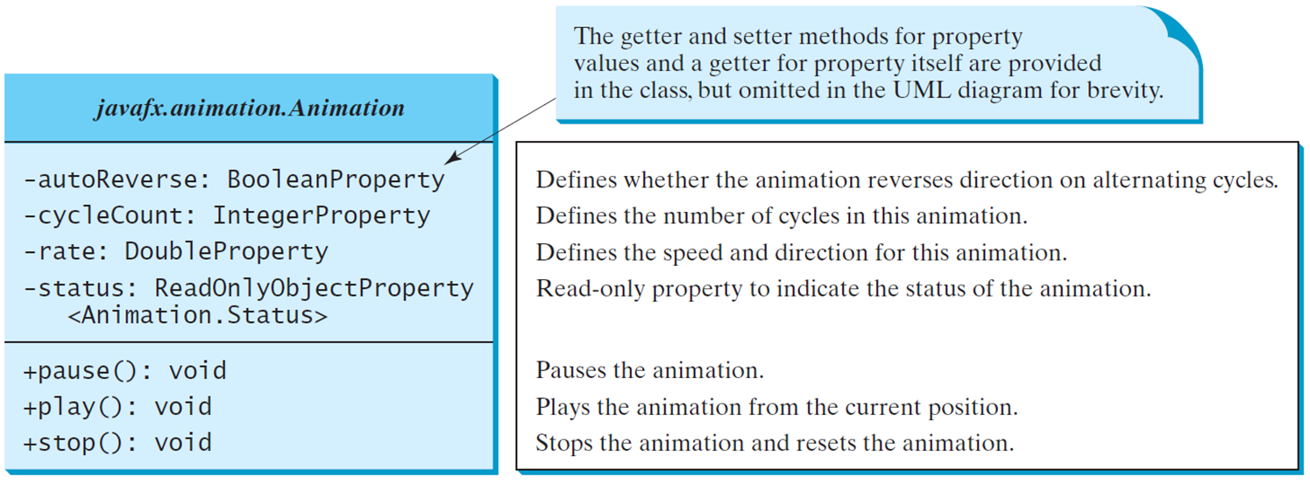 The getter and setter methods for property
values and a getter for property itself are provided
in the class, but omitted in the UML diagram for brevity.
javafx.animation.Animation
-autoReverse: BooleanProperty
-cycleCount: IntegerProperty
-rate: DoubleProperty
-status: ReadOnlyObjectProperty
<Animation.Status>
+pause(): void
+play(): void
+stop(): void
Defines whether the animation reverses direction on alternating cycles.
Defines the number of cycles in this animation.
Defines the speed and direction for this animation.
Read-only property to indicate the status of the animation.
Pauses the animation.
Plays the animation from the current position.
Stops the animation and resets the animation.